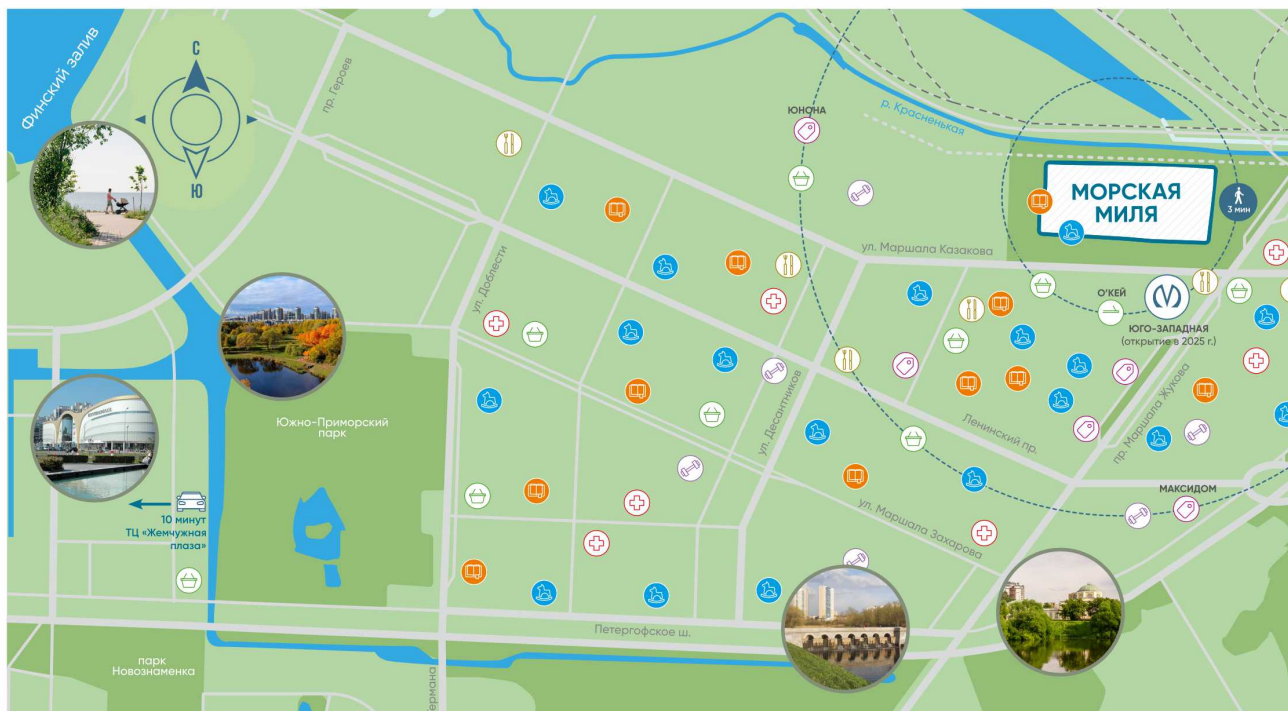 Финский залив
С
Ю
пр. Героев
ЮНОНА
р. Красненькая
МОРСКАЯ
МИЛЯ
3 мин
ул. Маршала Казакова
ул. Доблести
О'КЕЙ
ЮГО-ЗАПАДНАЯ
(открытие в 2025 г.)
Южно-Приморский
парк
ул. Десантников
Ленинский пр.
пр. Маршала Жукова
МАКСИДОМ
10 минут
ТЦ «Жемчужная
плаза»
ул. Маршала Захарова
Петергофское ш.
парк
Новознаменка